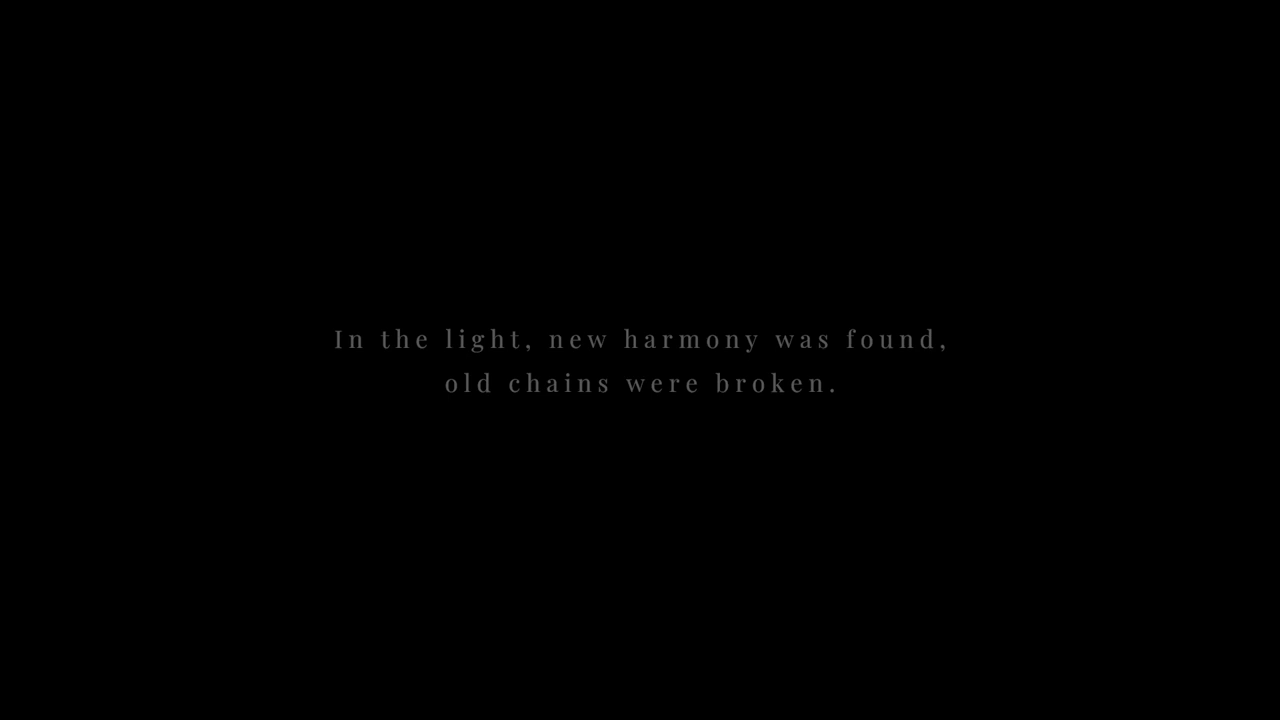 In the light, new harmony was found,
old chains were broken.